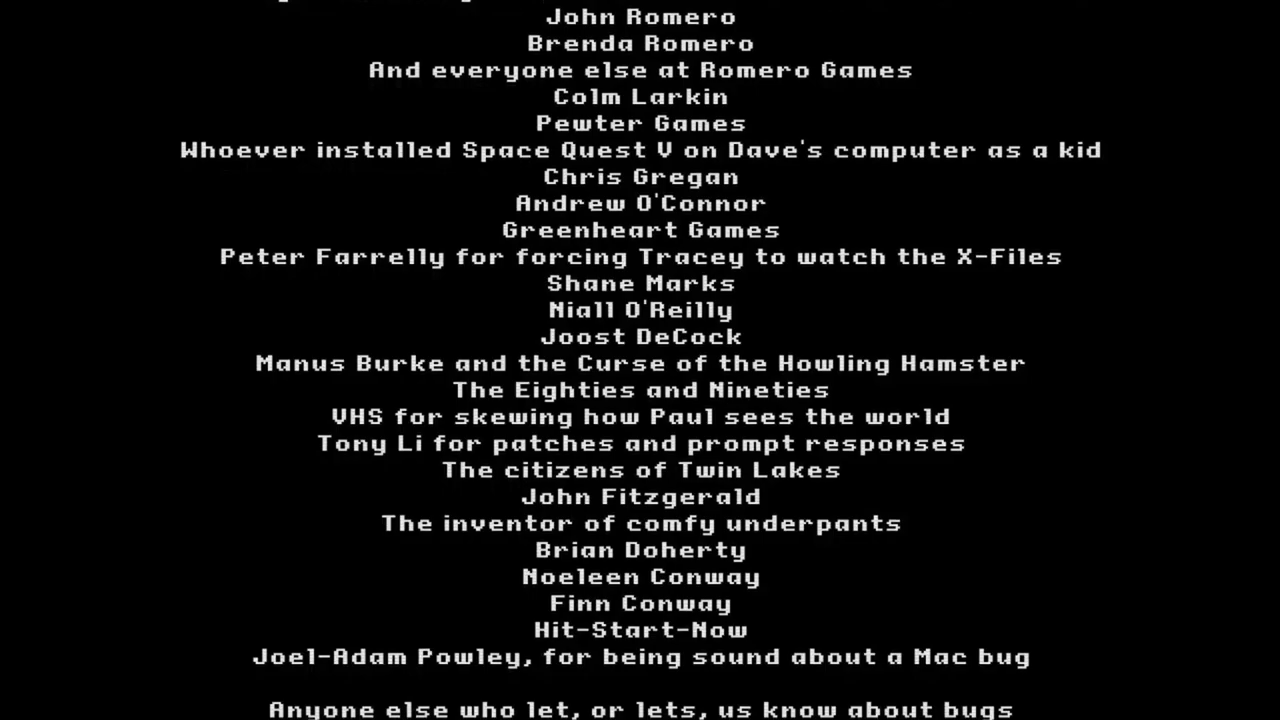 John Romero
Brenda Romero
And everyone else at Romero Games
Colm Larkin
Pewter Games
Whoever installed Space Quest V on Dave's computer as a kid
Chris Gregan
Andrew O'Connor
Greenheart Games
Peter Farrelly for forcing Tracey to watch the X-Files
Shane Marks
Niall O'Reilly
Joost DeCock
Manus Burke and the Curse of the Howling Hamster
The Eighties and Nineties
VHS for skewing how Paul sees the world
Tony Li for patches and prompt responses
The citizens of Twin Lakes
John Fitzgerald
The inventor of comfy underpants
Brian Doherty
Noeleen Conway
Finn Conway
Hit-Start-Now
Joel-Adam Powley, for being sound about a Mac bug
Anyone else who let, or lets, us know about bugs